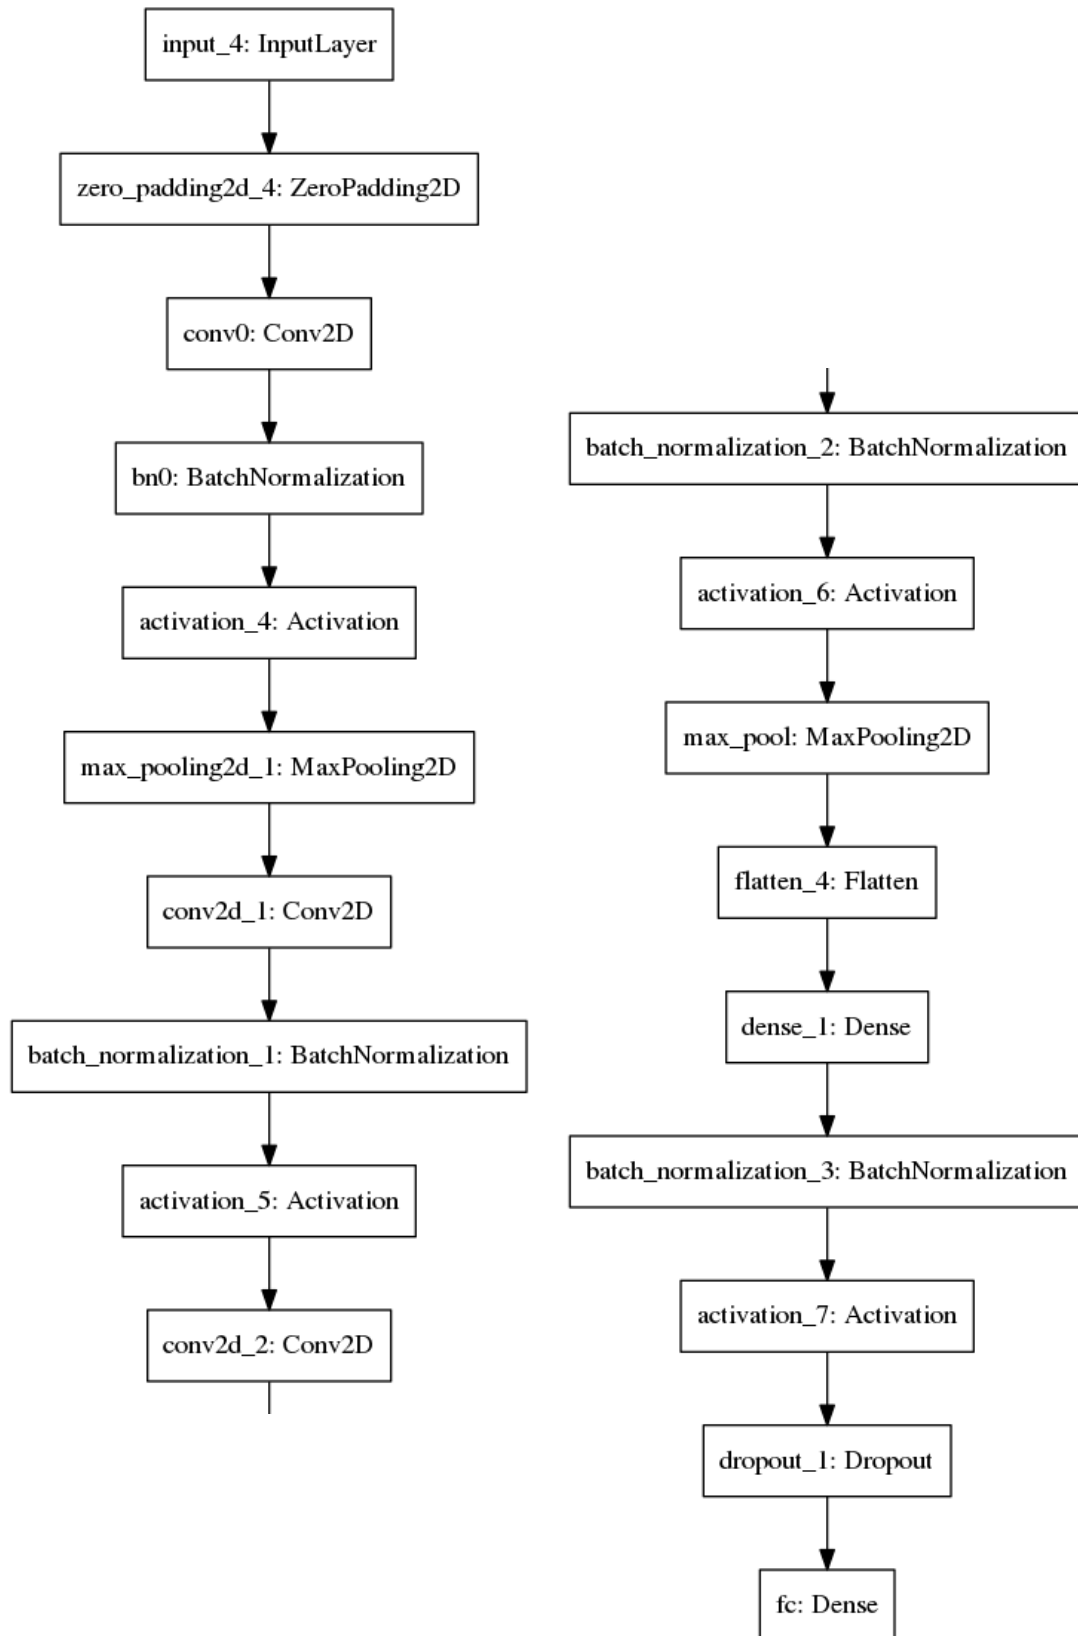 input_4: InputLayer
zero_padding2d_4: ZeroPadding2D
conv0: Conv2D
bn0: BatchNormalization
activation_4: Activation
max_pooling2d_1: MaxPooling2D
conv2d_1: Conv2D
batch_normalization_1: BatchNormalization
activation_5: Activation
conv2d_2: Conv2D
batch_normalization_2: BatchNormalization
activation_6: Activation
max_pool: MaxPooling2D
flatten_4: Flatten
dense_1: Dense
batch_normalization_3: BatchNormalization
activation_7: Activation
dropout_1: Dropout
fc: Dense